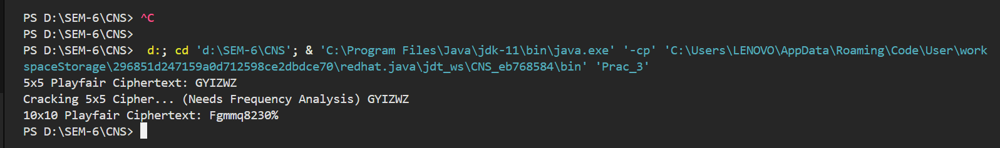 PS D:\SEM-6\CNS> ^C
PS D:\SEM-6\CNS>
PS D:\SEM-6\CNS>  d:; cd 'd:\SEM-6\CNS'; & 'C:\Program Files\Java\jdk-11\bin\java.exe' '-cp' 'C:\Users\LENOVO\AppData\Roaming\Code\User\work
spaceStorage\296851d247159a0d712598ce2dbdce70\redhat.java\jdt_ws\CNS_eb768584\bin' 'Prac_3'
5x5 Playfair Ciphertext: GYIZWZ
Cracking 5x5 Cipher... (Needs Frequency Analysis) GYIZWZ
10x10 Playfair Ciphertext: Fgmmq8230%
PS D:\SEM-6\CNS>